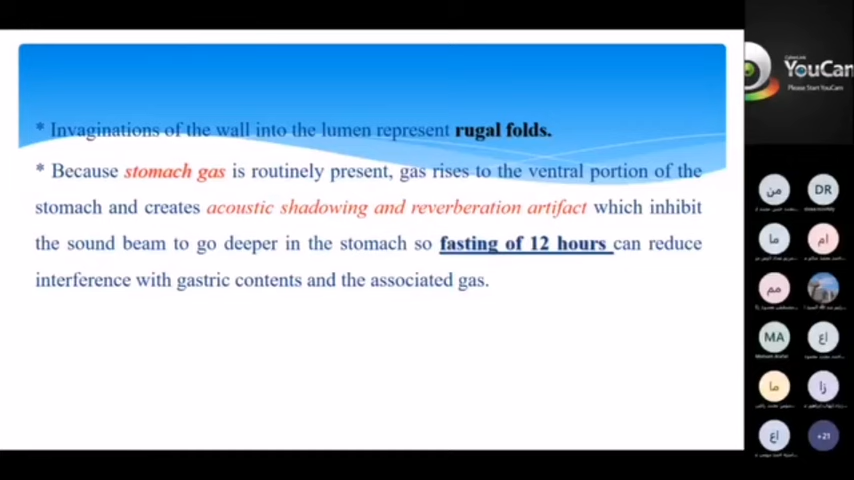 * Invaginations of the wall into the lumen represent rugal folds.
* Because stomach gas is routinely present, gas rises to the ventral portion of the
stomach and creates acoustic shadowing and reverberation artifact which inhibit
the sound beam to go deeper in the stomach so fasting of 12 hours can reduce
interference with gastric contents and the associated gas.
CyberLink
YouCam
Please Start YouCam
من
DR
ما
ام
مم
MA
اع
ما
زا
اع
+21